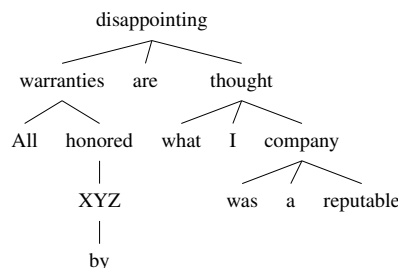 disappointing
warranties are thought
All honored what I company
XYZ was a reputable
by